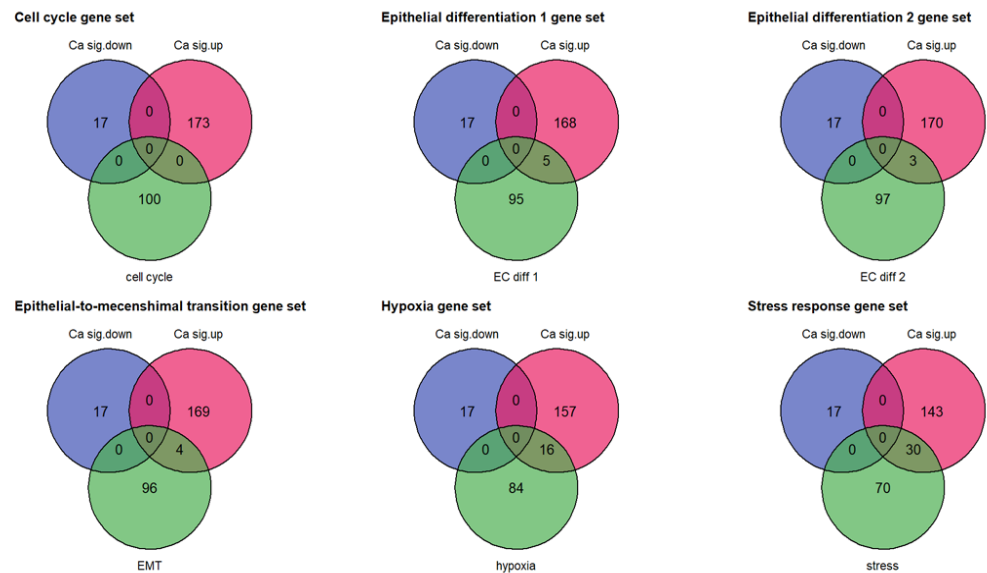 Cell cycle gene set
Ca sig.down Ca sig.up
0
17 173
0
0 0
100
cell cycle
Epithelial differentiation 1 gene set
Ca sig.down Ca sig.up
0
17 168
0
0 5
95
EC diff 1
Epithelial differentiation 2 gene set
Ca sig.down Ca sig.up
0
17 170
0
0 3
97
EC diff 2
Epithelial-to-mecenshimal transition gene set
Ca sig.down Ca sig.up
0
17 169
0
0 4
96
EMT
Hypoxia gene set
Ca sig.down Ca sig.up
0
17 157
0
0 16
84
hypoxia
Stress response gene set
Ca sig.down Ca sig.up
0
17 143
0
0 30
70
stress